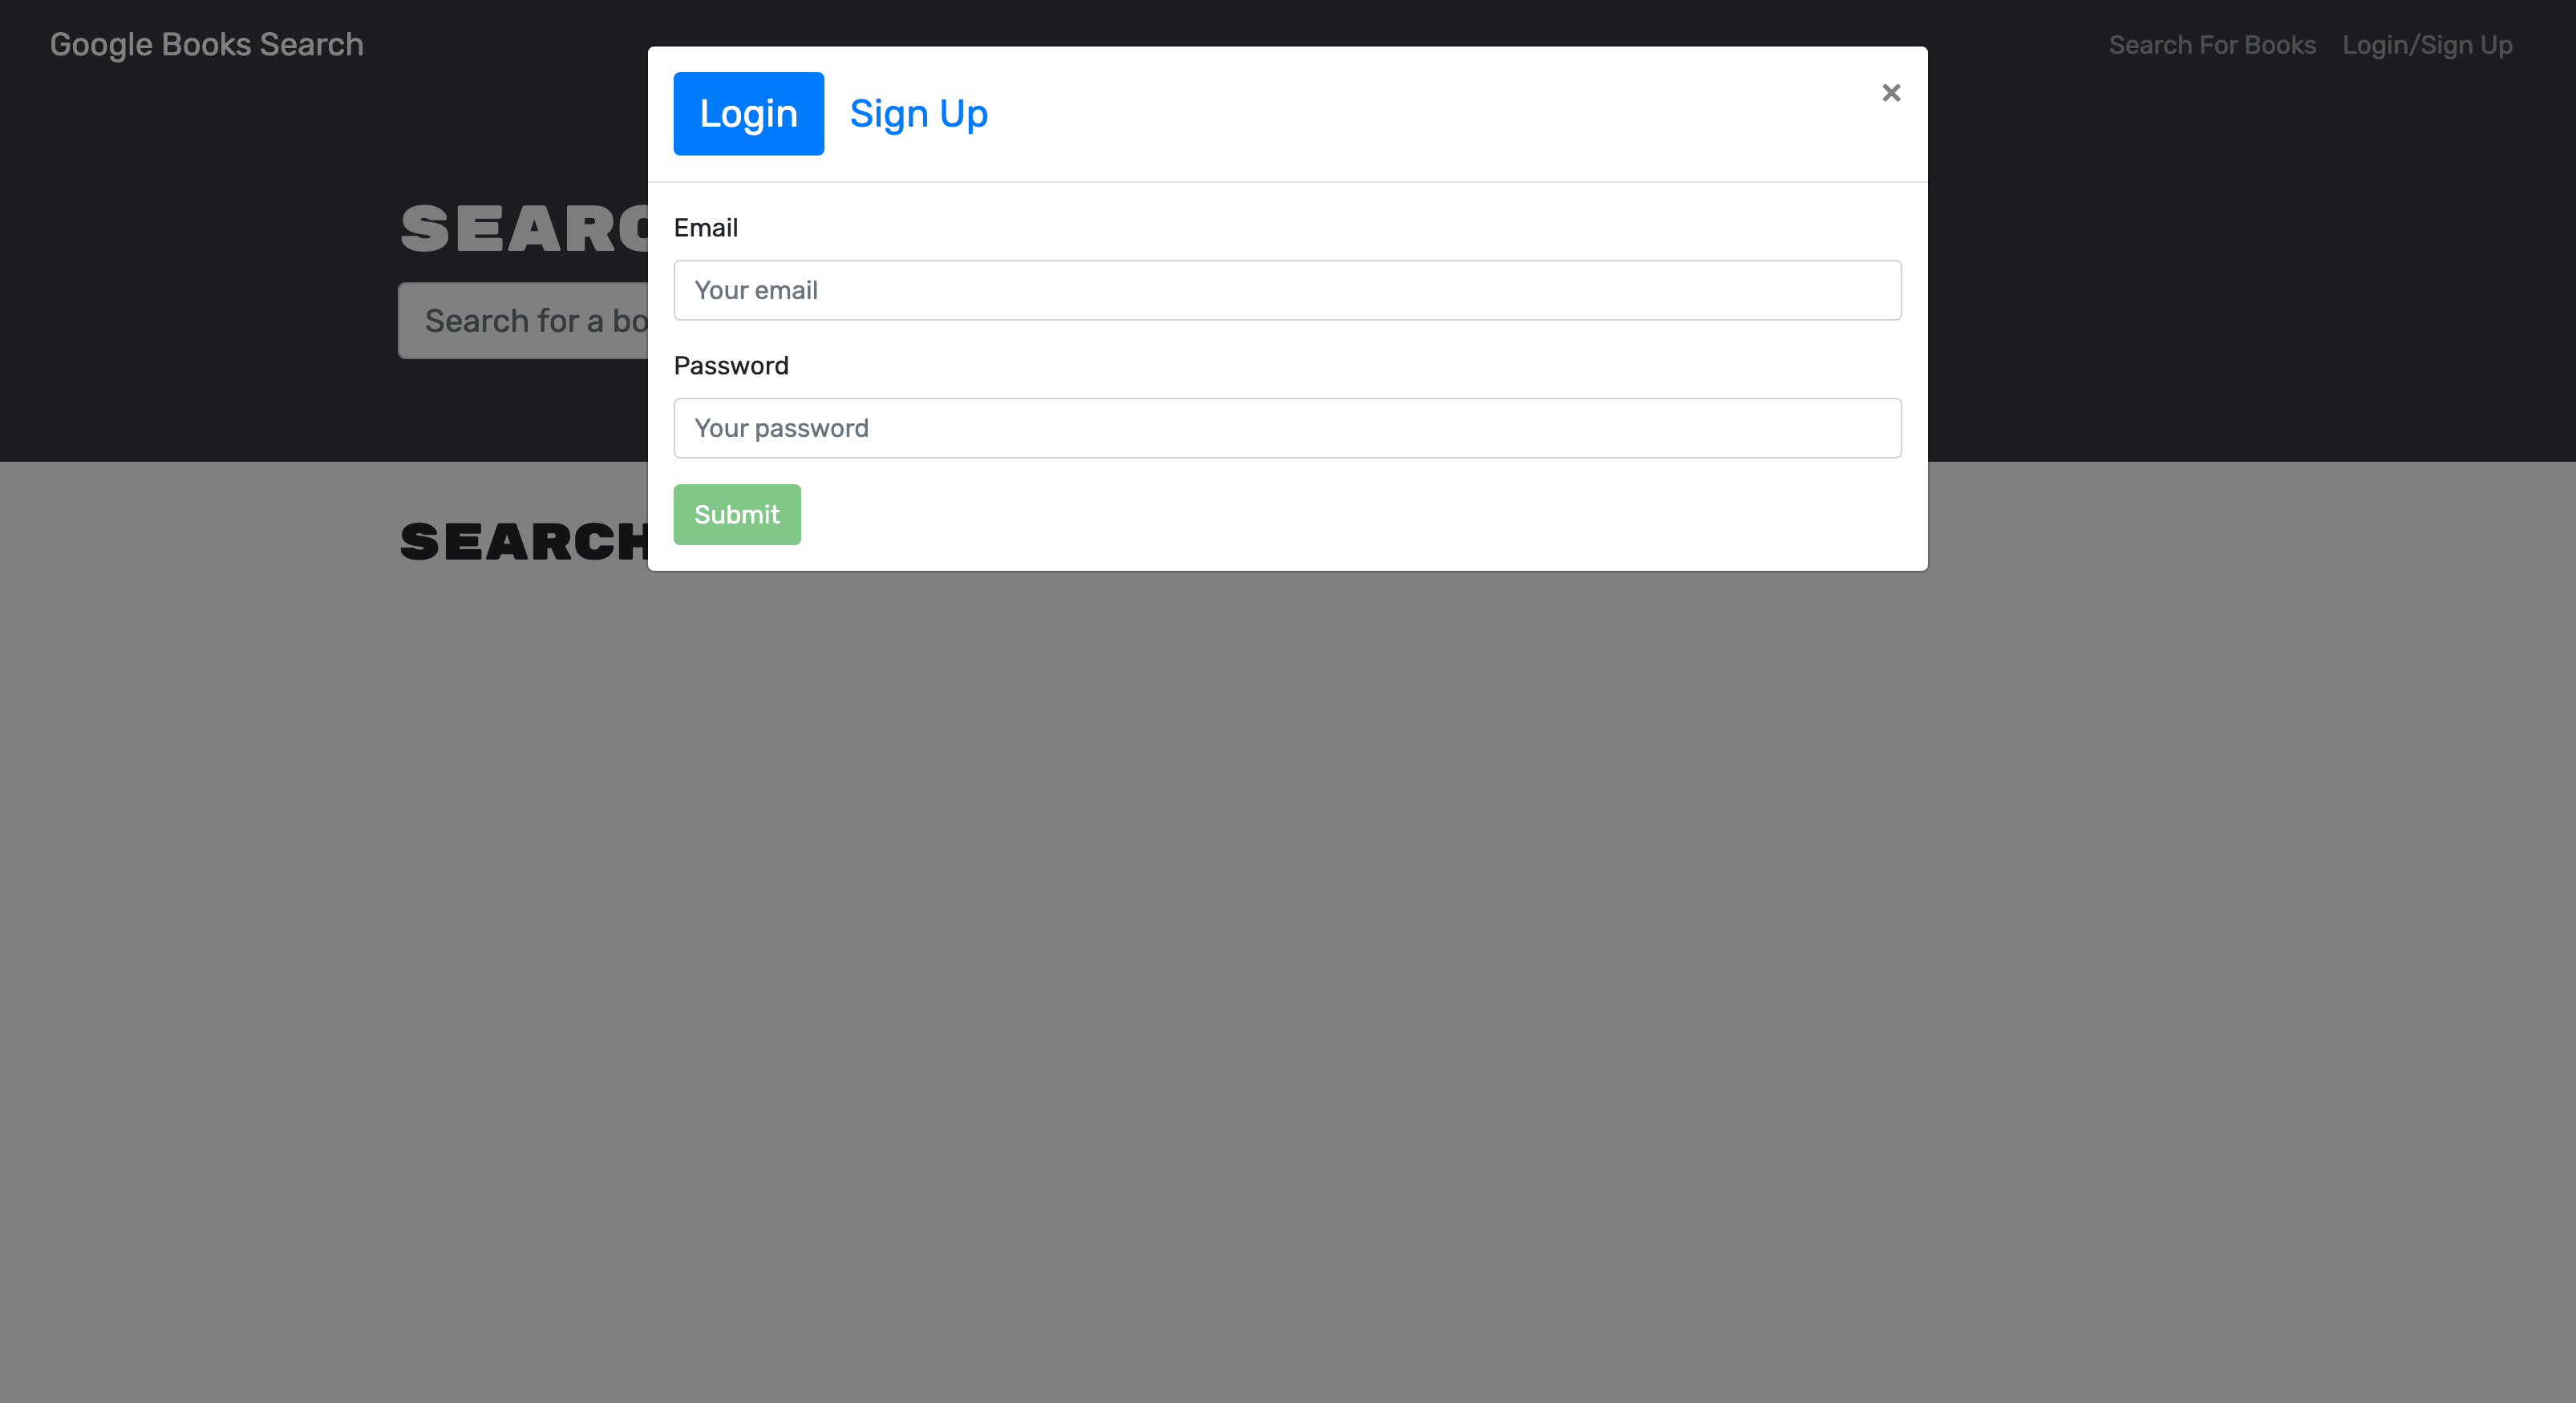 Google Books Search
Search For Books Login/Sign Up
Login Sign Up ×
SEARC
Search for a bo
Email
Your email
Password
Your password
Submit
SEARCH